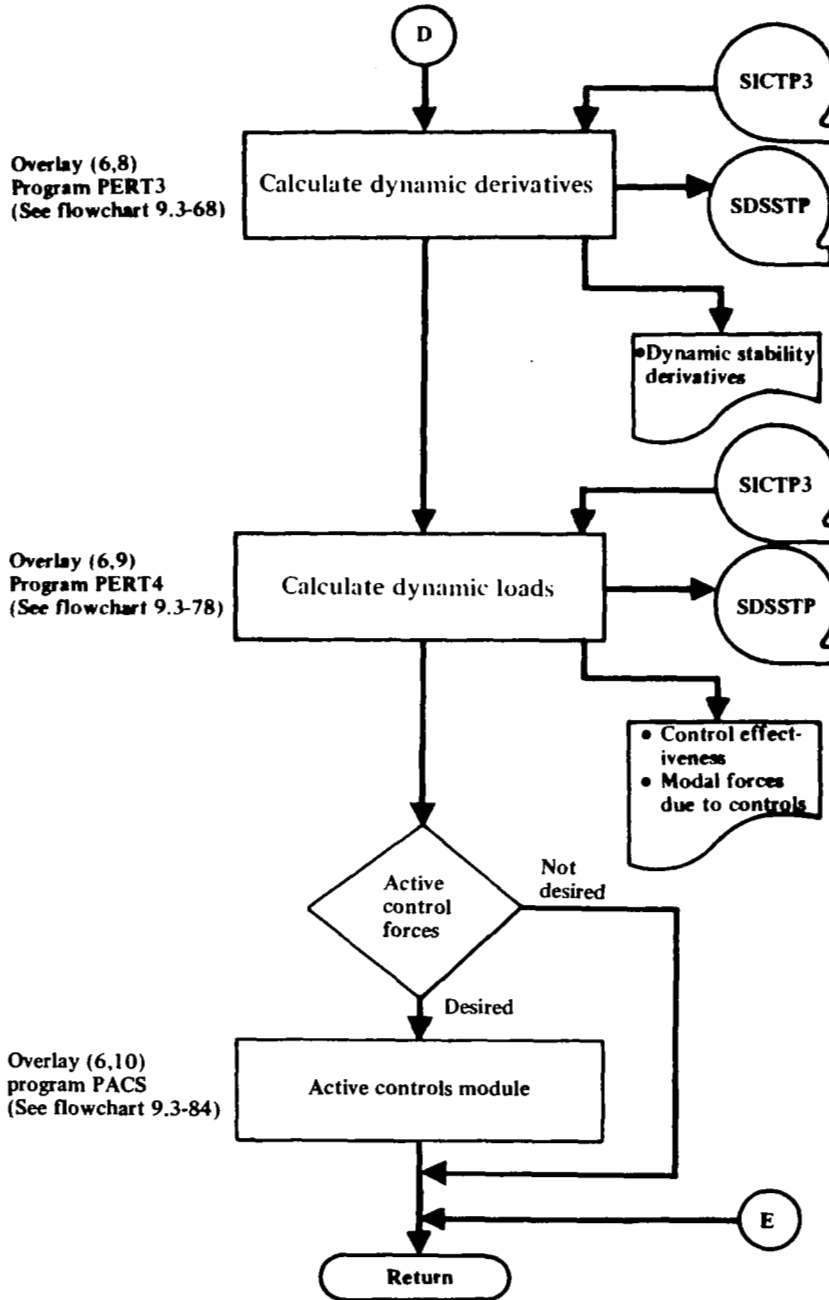 D
SICTP3
Overlay (6,8)
Program PERT3
(See flowchart 9.3-68)
Calculate dynamic derivatives
SDSSTP
●Dynamic stability
derivatives
SICTP3
Overlay (6,9)
Program PERT4
(See flowchart 9.3-78)
Calculate dynamic loads
SDSSTP
● Control effect-
iveness
● Modal forces
due to controls
Active
control
forces
Not
desired
Desired
Overlay (6,10)
program PACS
(See flowchart 9.3-84)
Active controls module
E
Return